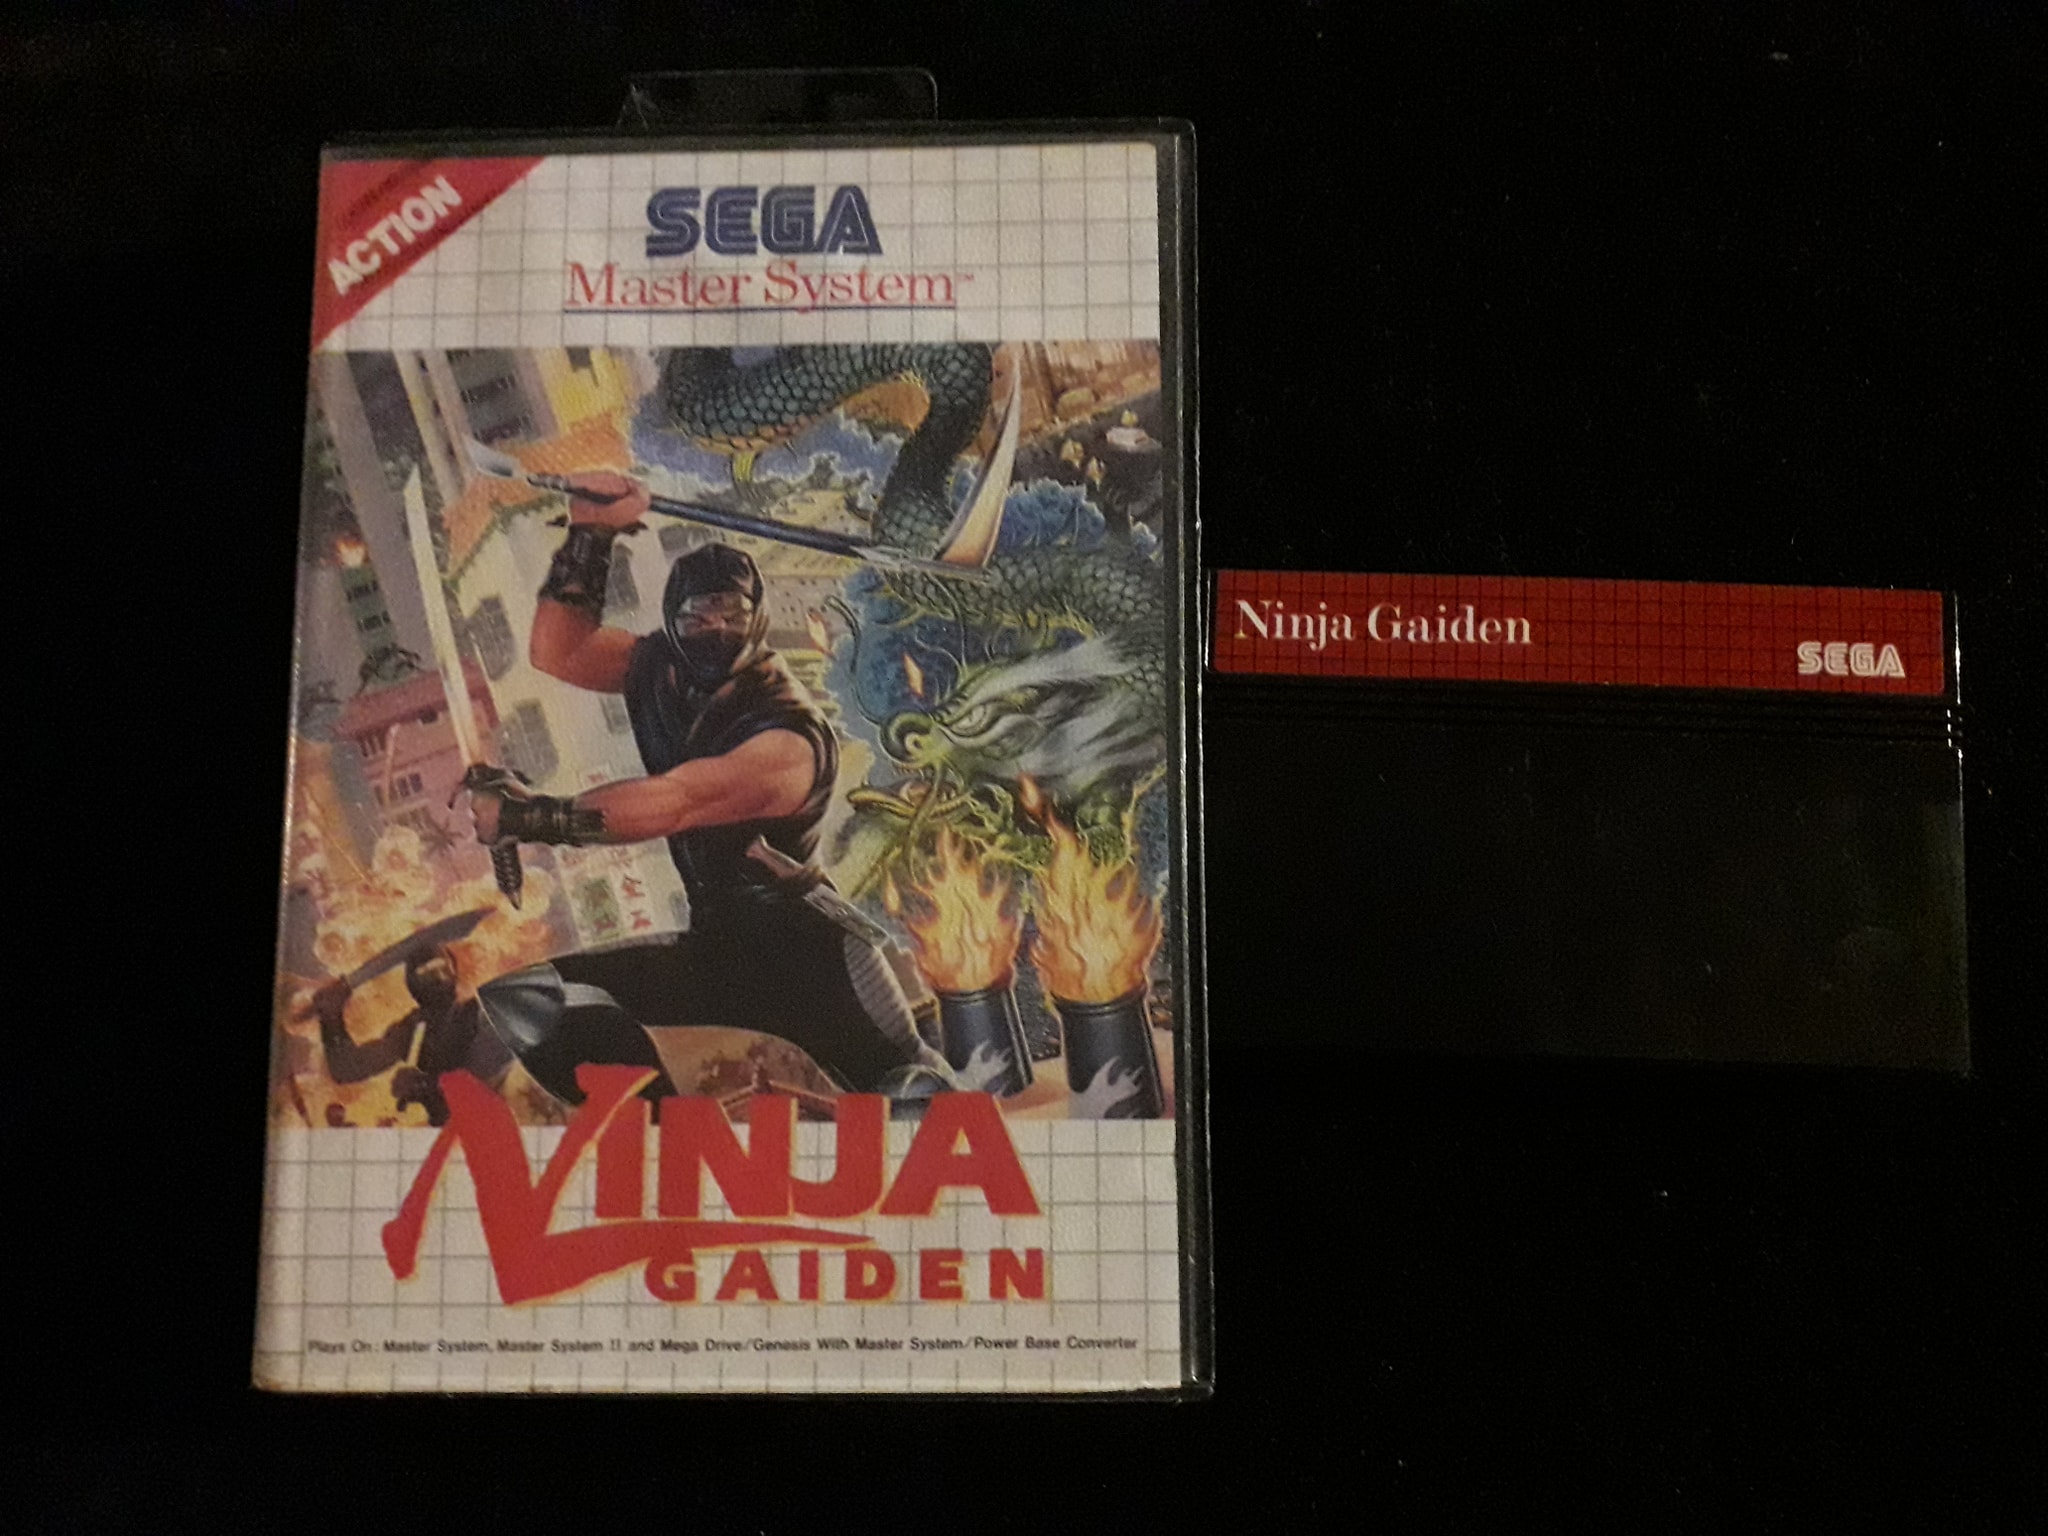 ACTION
SEGA
Master System™
NINJA
GAIDEN
Plays On: Master System, Master System II and Mega Drive/Genesis With Master System/Power Base Converter
Ninja Gaiden
SEGA